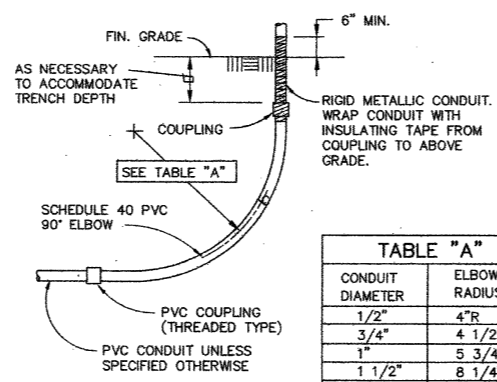 6" MIN.
FIN. GRADE
AS NECESSARY
TO ACCOMMODATE
TRENCH DEPTH
RIGID METALLIC CONDUIT.
WRAP CONDUIT WITH
INSULATING TAPE FROM
COUPLING TO ABOVE
GRADE.
COUPLING
SEE TABLE "A"
SCHEDULE 40 PVC
90° ELBOW
PVC COUPLING
(THREADED TYPE)
PVC CONDUIT UNLESS
SPECIFIED OTHERWISE
TABLE "A"
CONDUIT DIAMETER ELBOW RADIUS
1/2" 4"R
3/4" 4 1/2"
1" 5 3/4"
1 1/2" 8 1/4"